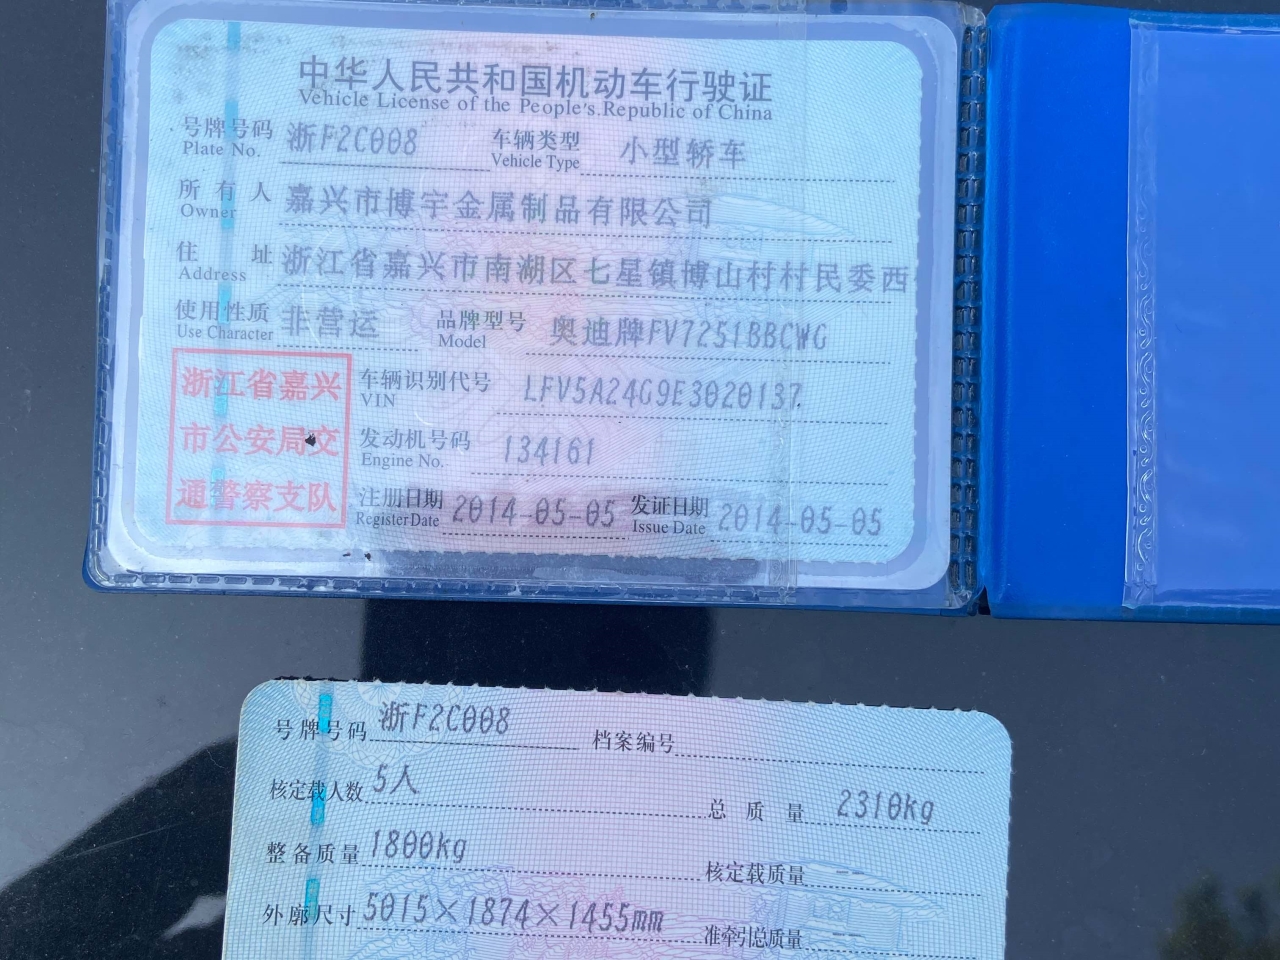 中华人民共和国机动车行驶证
Vehicle License of the People's Republic of China
号牌号码 浙F2C008 车辆类型 小型轿车
Plate No. Vehicle Type
所有人 嘉兴市博宇金属制品有限公司
Owner
住址 浙江省嘉兴市南湖区七星镇博山村村民委西
Address
使用性质 非营运 品牌型号 奥迪牌FV7251BBCWG
Use Character Model
浙江省嘉兴
市公安局交
通警察支队
车辆识别代号 LFV5A24G9E3020137
VIN
发动机号码 134161
Engine No.
注册日期 2014-05-05 发证日期 2014-05-05
Register Date Issue Date
号牌号码 浙F2C008 档案编号
核定载人数 5人 总质量 2310kg
整备质量 1800kg 核定载质量 --
外廓尺寸 5015×1874×1455mm 准牵引总质量 --